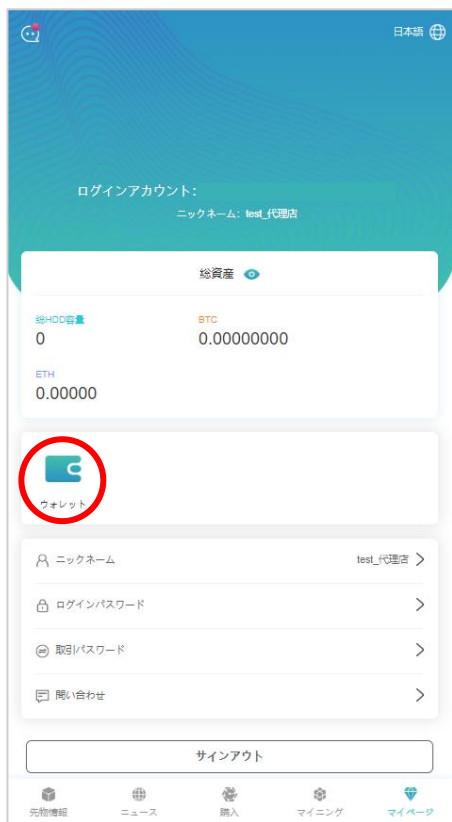 日本語
ログインアカウント:
ニックネーム: test_代理店
総資産
総HDD容量
0
BTC
0.00000000
ETH
0.00000
ウォレット
ニックネーム test_代理店
ログインパスワード
取引パスワード
問い合わせ
サインアウト
先物情報 ニュース 購入 マイニング マイページ